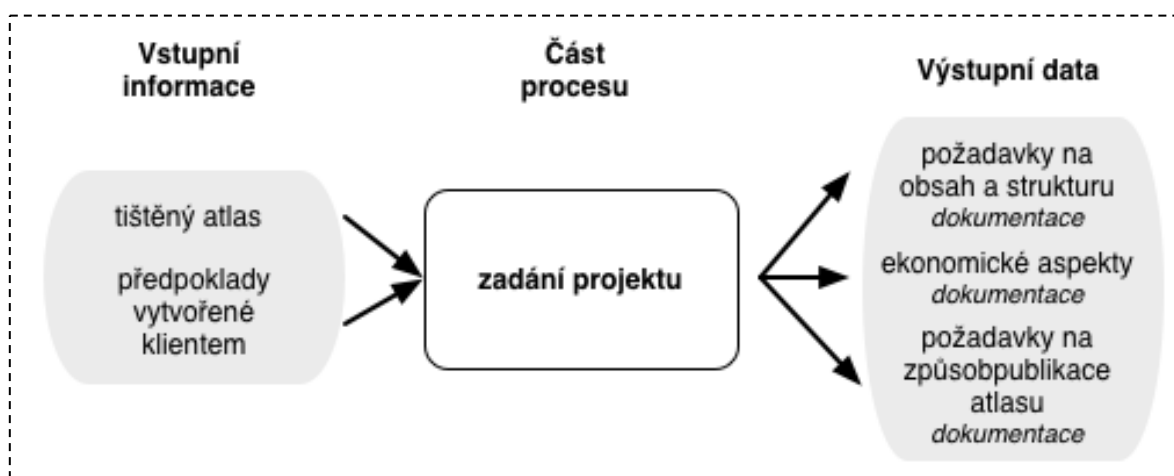 Vstupní
informace
Část
procesu
Výstupní data
tištěný atlas
předpoklady
vytvořené
klientem
zadání projektu
požadavky na
obsah a strukturu
dokumentace
ekonomické aspekty
dokumentace
požadavky na
způsobpublikace
atlasu
dokumentace